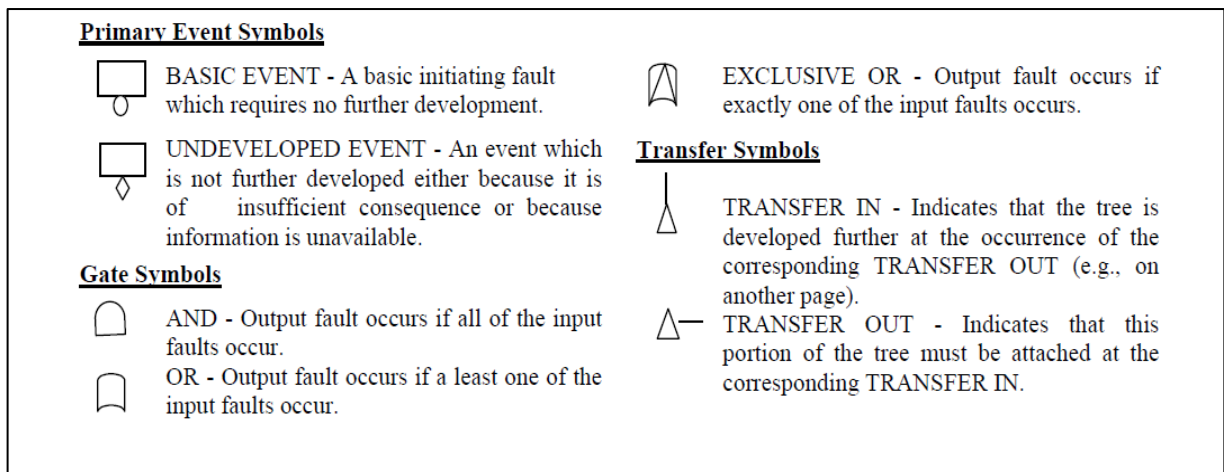 Primary Event Symbols
BASIC EVENT - A basic initiating fault
which requires no further development.
UNDEVELOPED EVENT - An event which
is not further developed either because it is
of insufficient consequence or because
information is unavailable.
Gate Symbols
AND - Output fault occurs if all of the input
faults occur.
OR - Output fault occurs if a least one of the
input faults occur.
EXCLUSIVE OR - Output fault occurs if
exactly one of the input faults occurs.
Transfer Symbols
TRANSFER IN - Indicates that the tree is
developed further at the occurrence of the
corresponding TRANSFER OUT (e.g., on
another page).
TRANSFER OUT - Indicates that this
portion of the tree must be attached at the
corresponding TRANSFER IN.